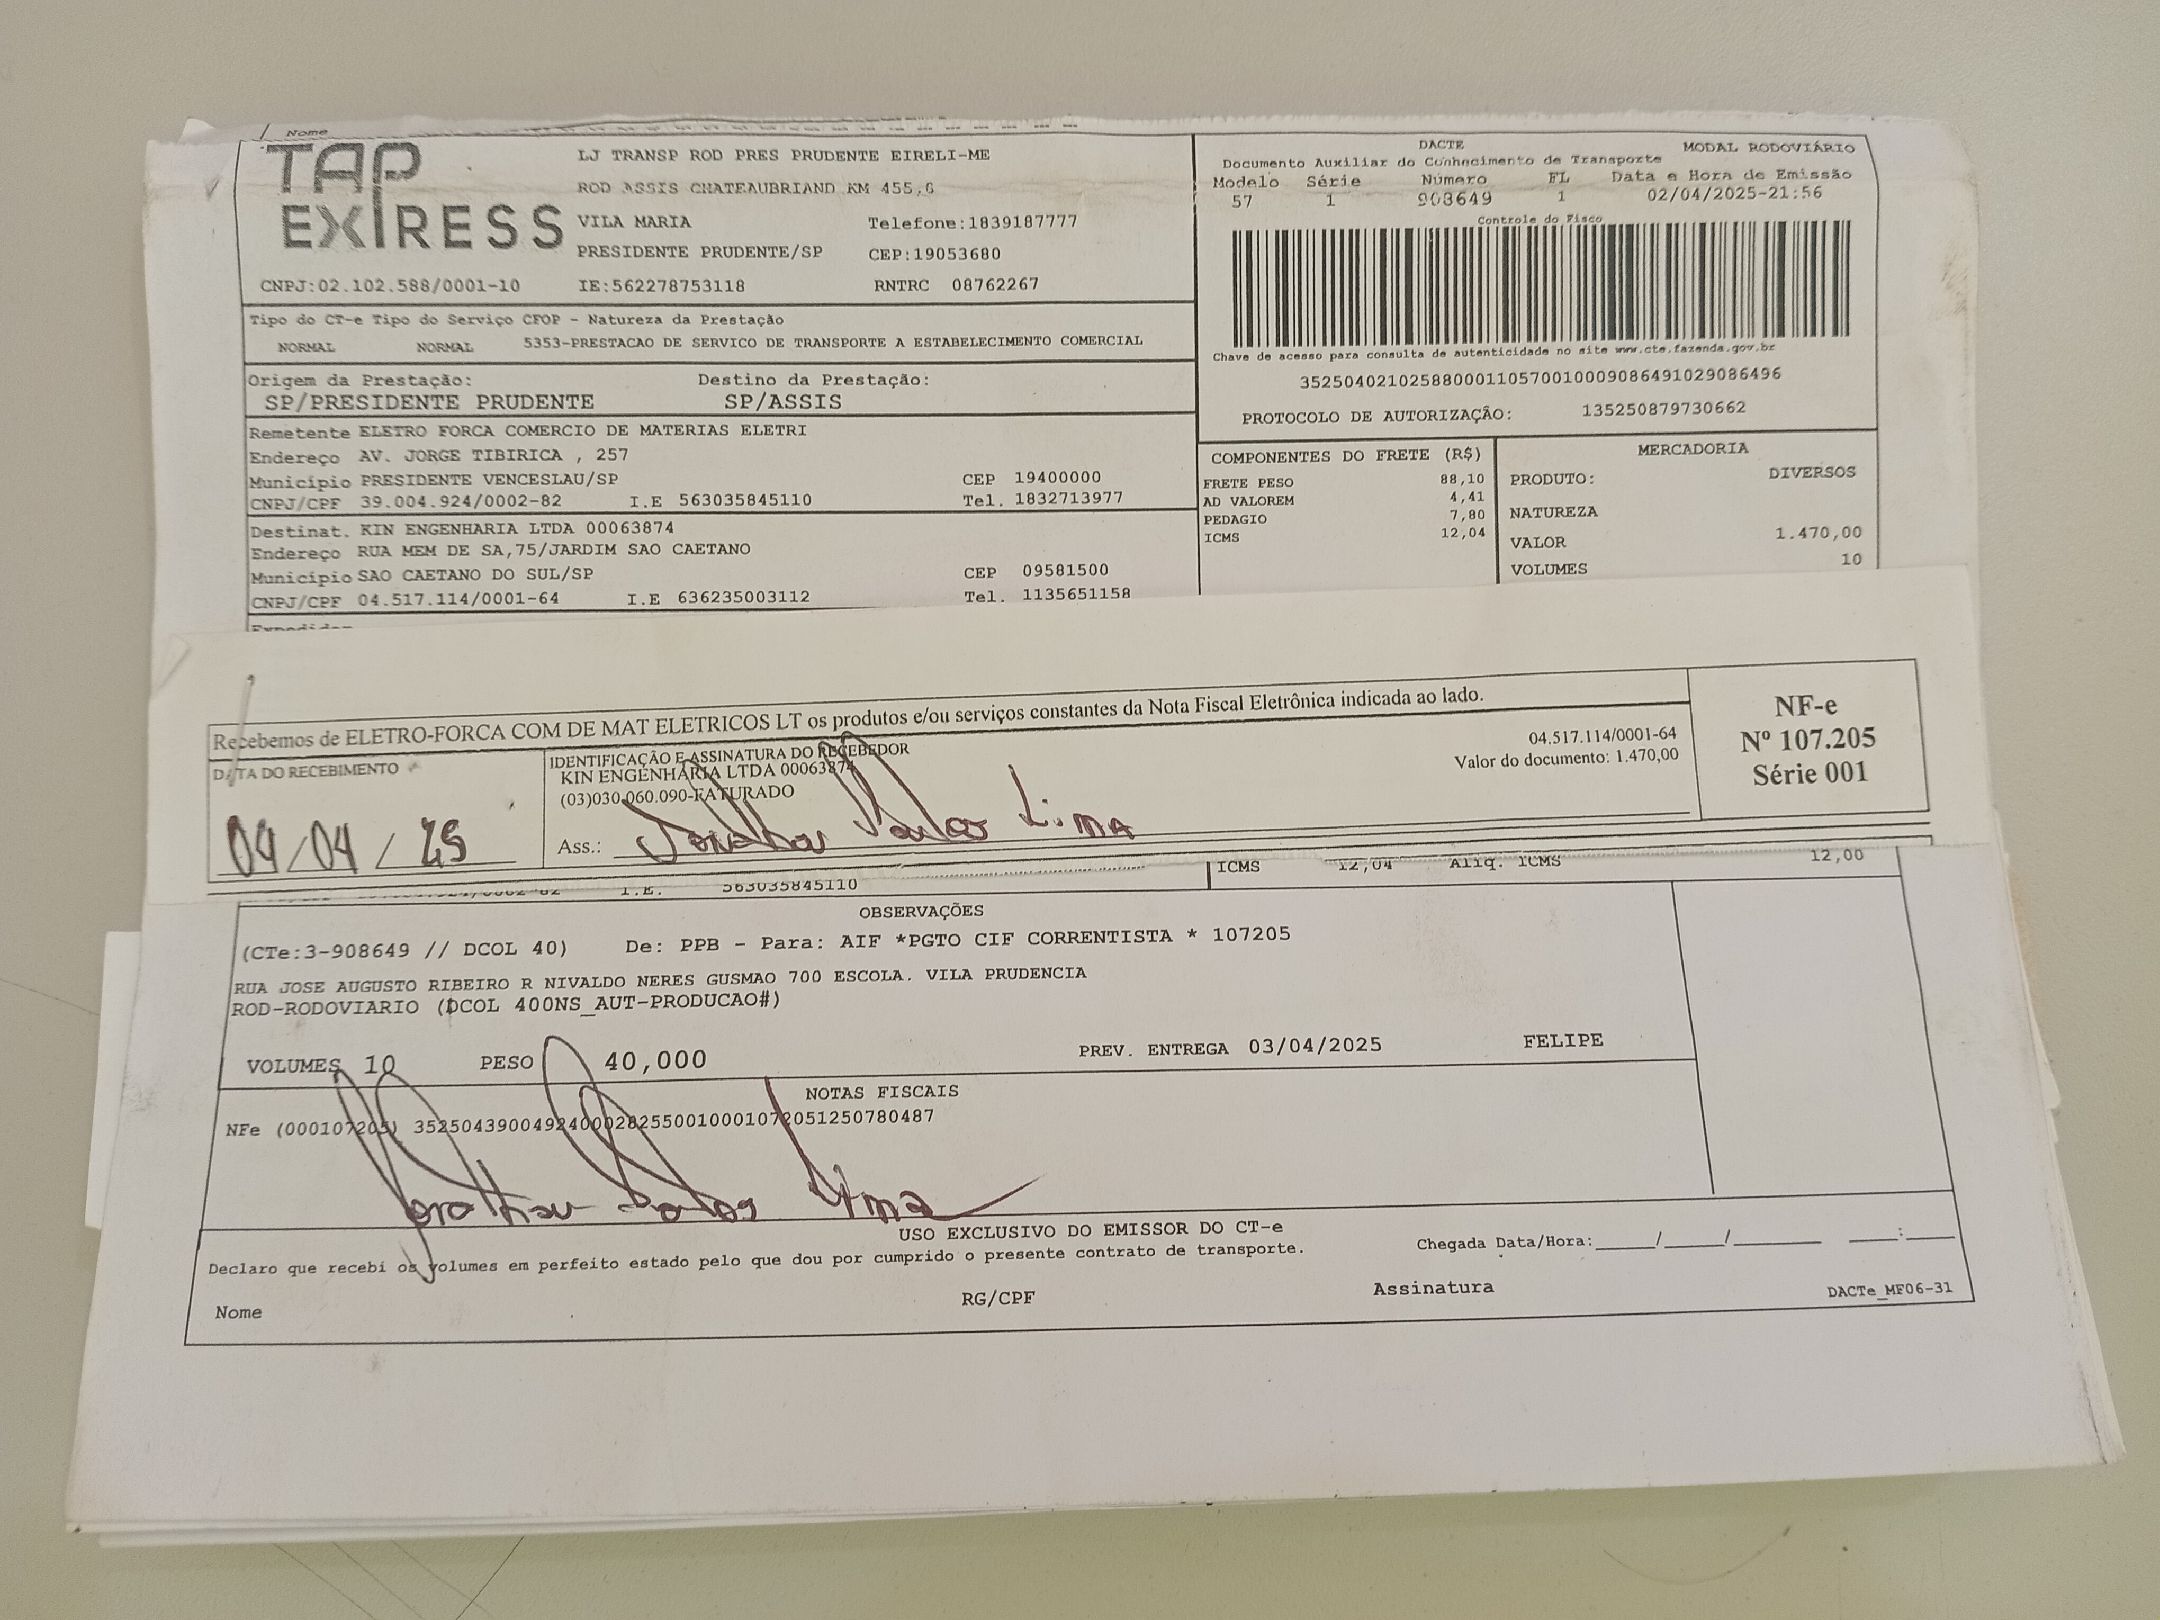 Nome
TAP EXPRESS
LJ TRANSP ROD PRES PRUDENTE EIRELI-ME
ROD ASSIS CHATEAUBRIAND KM 455,6
VILA MARIA Telefone:1839187777
PRESIDENTE PRUDENTE/SP CEP:19053680
CNPJ:02.102.588/0001-10 IE:562278753118 RNTRC 08762267
DACTE MODAL RODOVIÁRIO
Documento Auxiliar do Conhecimento de Transporte
Modelo Série Número FL Data e Hora de Emissão
57 1 908649 1 02/04/2025-21:56
Controle do Fisco
Chave de acesso para consulta de autenticidade no site www.cte.fazenda.gov.br
35250402102588000110570010009086491029086496
PROTOCOLO DE AUTORIZAÇÃO: 135250879730662
Tipo do CT-e Tipo do Serviço CFOP - Natureza da Prestação
NORMAL NORMAL 5353-PRESTACAO DE SERVICO DE TRANSPORTE A ESTABELECIMENTO COMERCIAL
Origem da Prestação: Destino da Prestação:
SP/PRESIDENTE PRUDENTE SP/ASSIS
Remetente ELETRO FORCA COMERCIO DE MATERIAS ELETRI
Endereço AV. JORGE TIBIRICA , 257
Município PRESIDENTE VENCESLAU/SP CEP 19400000
CNPJ/CPF 39.004.924/0002-82 I.E 563035845110 Tel. 1832713977
Destinat. KIN ENGENHARIA LTDA 00063874
Endereço RUA MEM DE SA,75/JARDIM SAO CAETANO
Município SAO CAETANO DO SUL/SP CEP 09581500
CNPJ/CPF 04.517.114/0001-64 I.E 636235003112 Tel. 1135651158
Expedidor
COMPONENTES DO FRETE (R$)
FRETE PESO 88,10
AD VALOREM 4,41
PEDAGIO 7,80
ICMS 12,04
MERCADORIA
PRODUTO: DIVERSOS
NATUREZA
VALOR 1.470,00
VOLUMES 10
Recebemos de ELETRO-FORCA COM DE MAT ELETRICOS LT os produtos e/ou serviços constantes da Nota Fiscal Eletrônica indicada ao lado.
DATA DO RECEBIMENTO
04/04/25
IDENTIFICAÇÃO E ASSINATURA DO RECEBEDOR
KIN ENGENHARIA LTDA 00063874
(03)030.060.090-FATURADO
Ass.: Lima
04.517.114/0001-64
Valor do documento: 1.470,00
NF-e
Nº 107.205
Série 001
I.E. 563035845110
ICMS 12,04 Aliq. ICMS 12,00
OBSERVAÇÕES
(CTe:3-908649 // DCOL 40) De: PPB - Para: AIF *PGTO CIF CORRENTISTA * 107205
RUA JOSE AUGUSTO RIBEIRO R NIVALDO NERES GUSMAO 700 ESCOLA. VILA PRUDENCIA
ROD-RODOVIARIO (DCOL 400NS_AUT-PRODUCAO#)
VOLUMES 10 PESO 40,000 PREV. ENTREGA 03/04/2025 FELIPE
NOTAS FISCAIS
NFe (000107205) 35250439004924000282550010001072051250780487
Lima
USO EXCLUSIVO DO EMISSOR DO CT-e
Declaro que recebi os volumes em perfeito estado pelo que dou por cumprido o presente contrato de transporte.
Chegada Data/Hora:_____/_____/_______ ____:____
Nome RG/CPF Assinatura DACTe_MF06-31